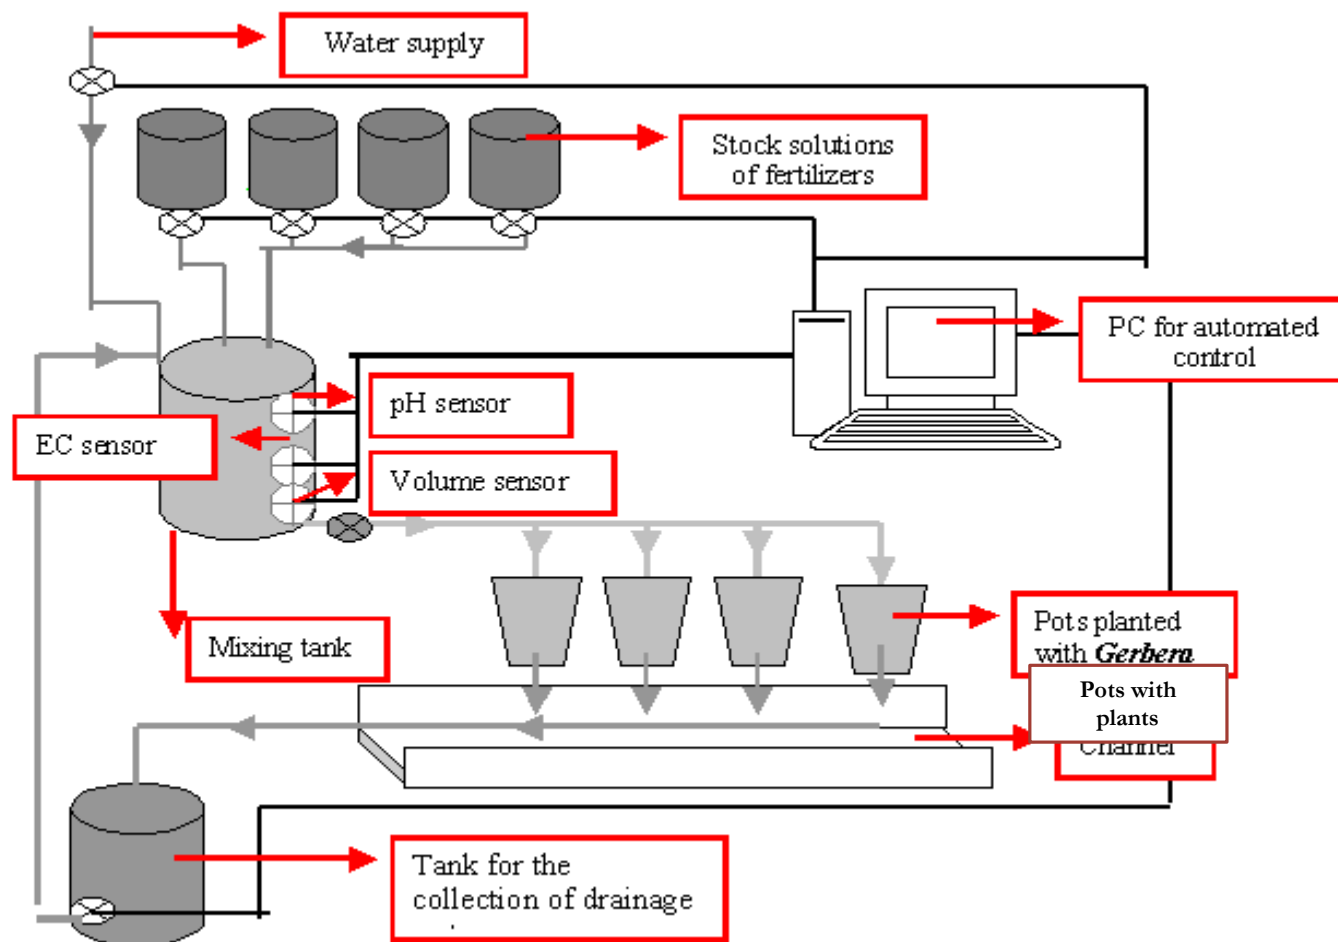 Water supply
Stock solutions
of fertilizers
PC for automated
control
pH sensor
EC sensor
Volume sensor
Mixing tank
Pots planted
with Gerbera
Pots with
plants
Channel
Tank for the
collection of drainage